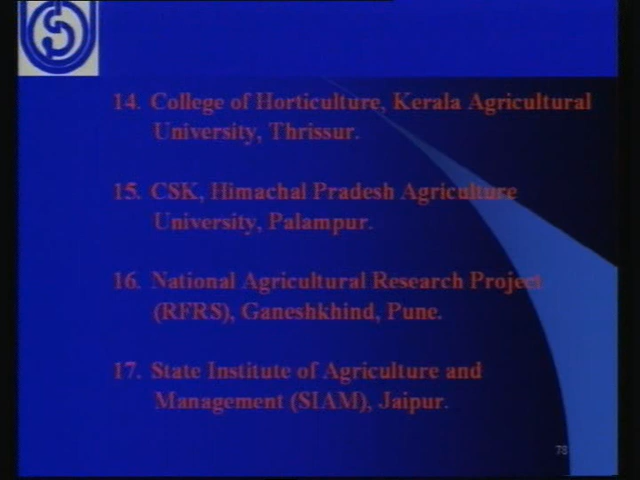 14. College of Horticulture, Kerala Agricultural
University, Thrissur.
15. CSK, Himachal Pradesh Agriculture
University, Palampur.
16. National Agricultural Research Project
(RFRS), Ganeshkhind, Pune.
17. State Institute of Agriculture and
Management (SIAM), Jaipur.
78